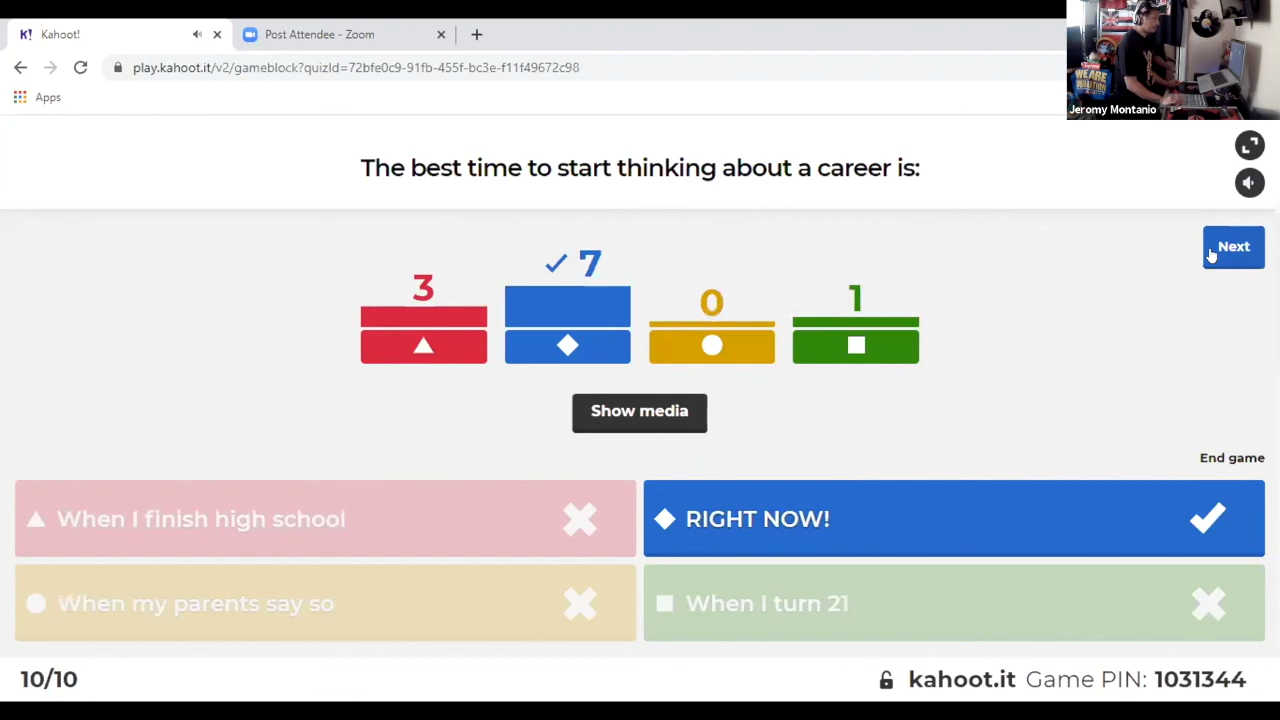 K! Kahoot!
Post Attendee - Zoom
play.kahoot.it/v2/gameblock?quizId=72bfe0c9-91fb-455f-bc3e-f11f49672c98
Apps
WE ARE
Jeromy Montanio
The best time to start thinking about a career is:
Next
3
7
0
1
Show media
End game
When I finish high school
RIGHT NOW!
When my parents say so
When I turn 21
10/10
kahoot.it Game PIN: 1031344